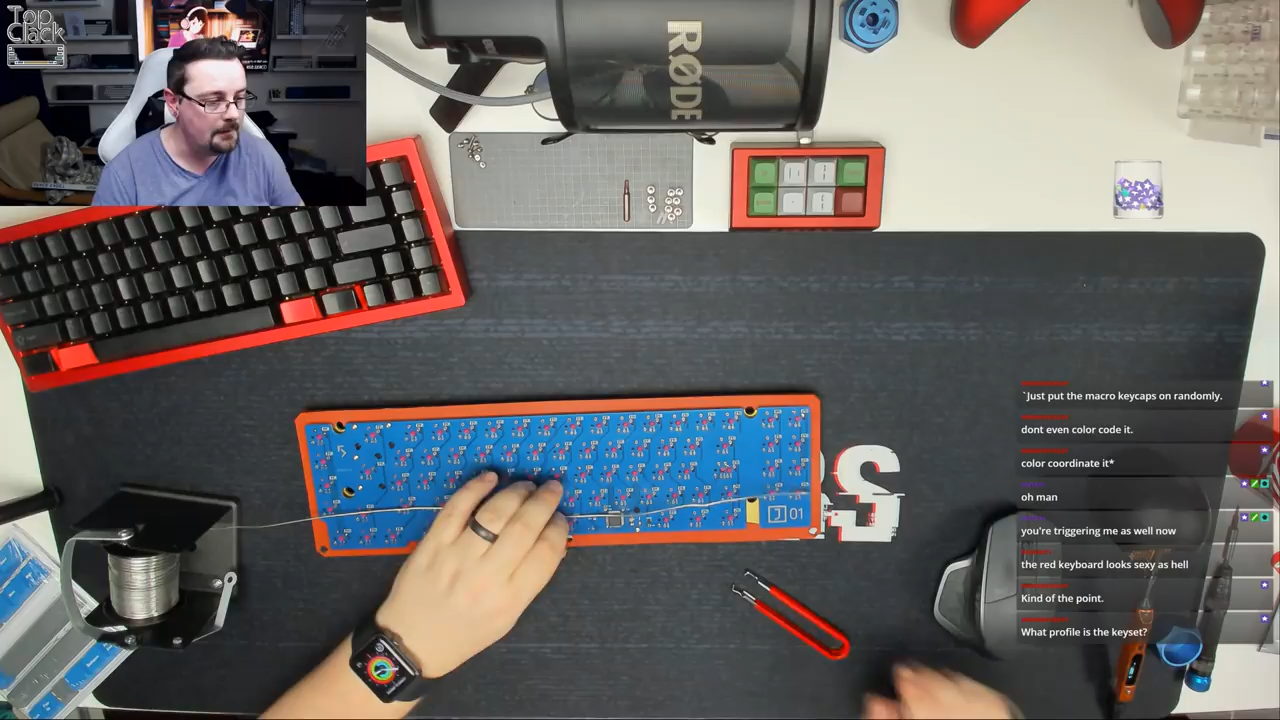 Top
Clack
RØDE
01
`Just put the macro keycaps on randomly.
dont even color code it.
color coordinate it*
oh man
you're triggering me as well now
the red keyboard looks sexy as hell
Kind of the point.
What profile is the keyset?